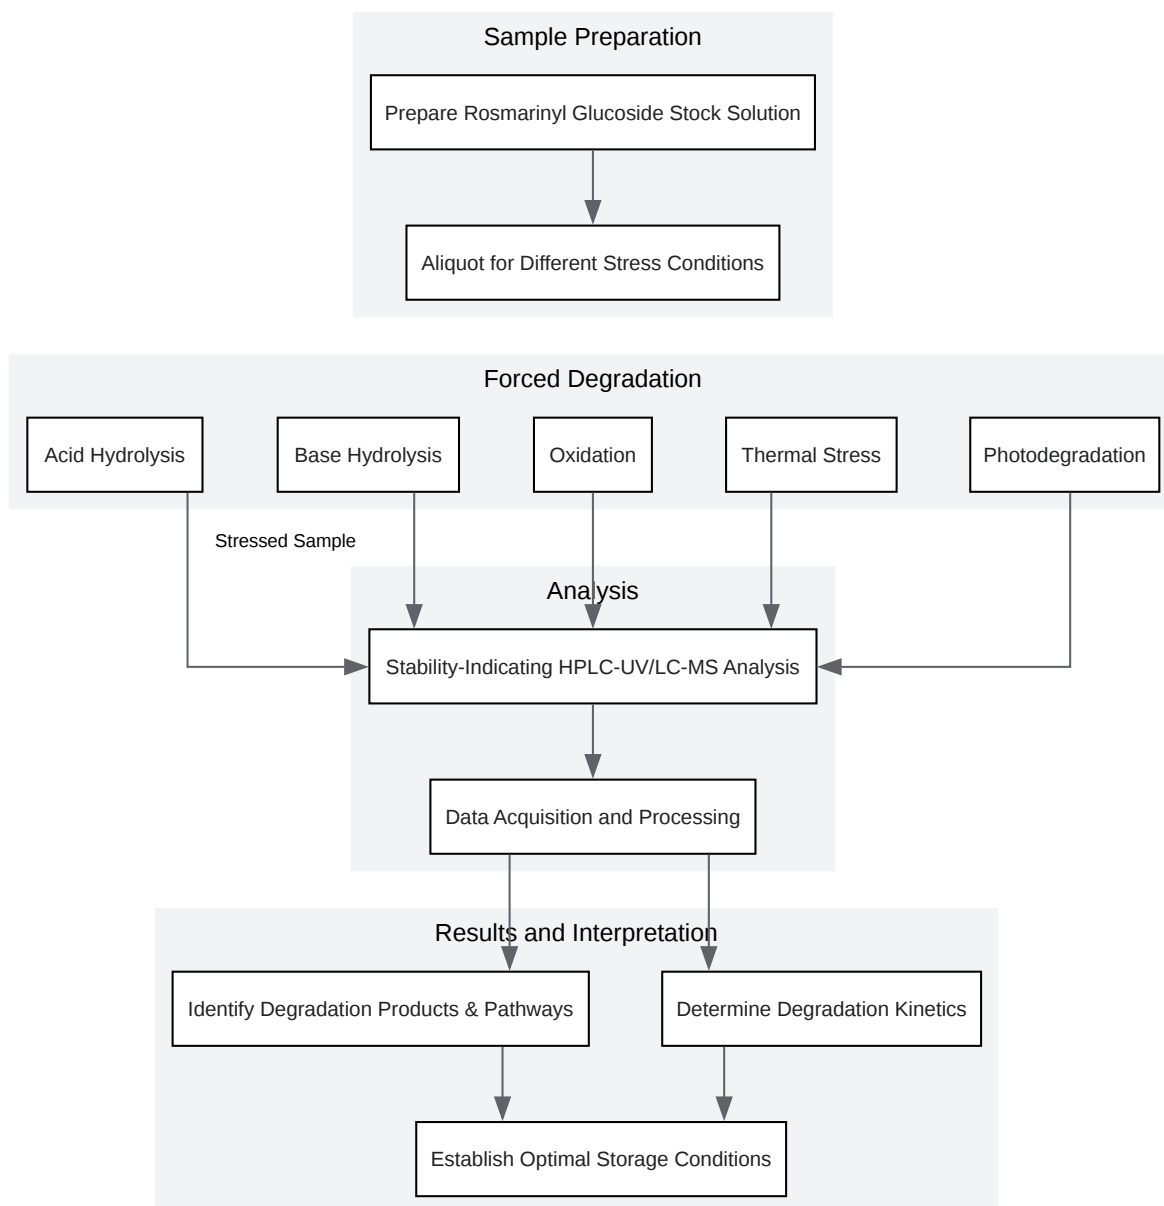 Sample Preparation
Prepare Rosmarinyl Glucoside Stock Solution
Aliquot for Different Stress Conditions
Forced Degradation
Acid Hydrolysis
Base Hydrolysis
Oxidation
Thermal Stress
Photodegradation
Stressed Sample
Analysis
Stability-Indicating HPLC-UV/LC-MS Analysis
Data Acquisition and Processing
Results and Interpretation
Identify Degradation Products & Pathways
Determine Degradation Kinetics
Establish Optimal Storage Conditions